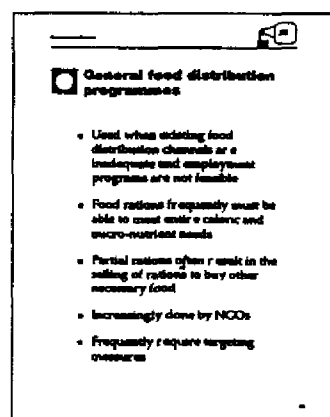 General food distribution
programmes
• Used when existing food
distribution channels are
inadequate and employment
programs are not feasible
• Food rations frequently must be
able to meet entire caloric and
micro-nutrient needs
• Partial rations often result in the
selling of rations to buy other
necessary food
• Increasingly done by NGOs
• Frequently require targeting
measures